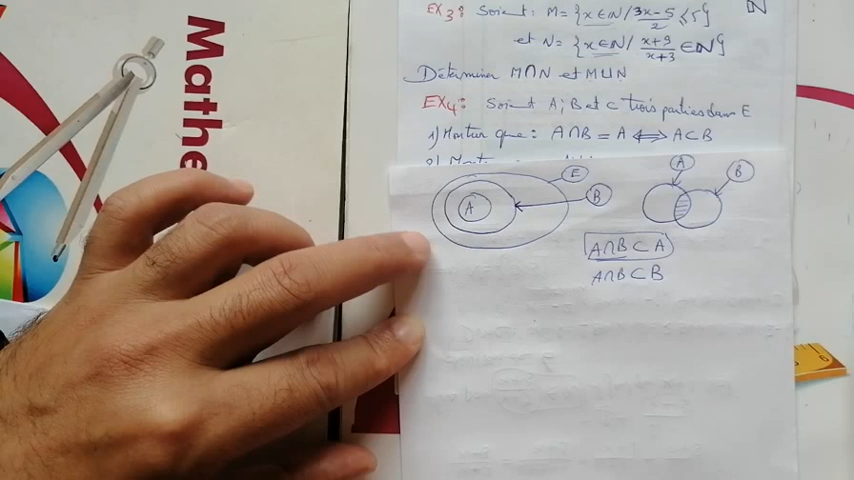 Mathe
N
EX3: Soient: M = {x ∈ ℕ / 3x-5/2 ≤ 5}
et N = {x ∈ ℕ / x+9/x+3 ∈ ℕ}
Déterminer M∩N et M∪N
EX4: Soient A; B et C trois parties dans E
1) Montrer que: A∩B = A ⟺ A⊂B
E
A
B
A
B
A∩B ⊂ A
A∩B ⊂ B